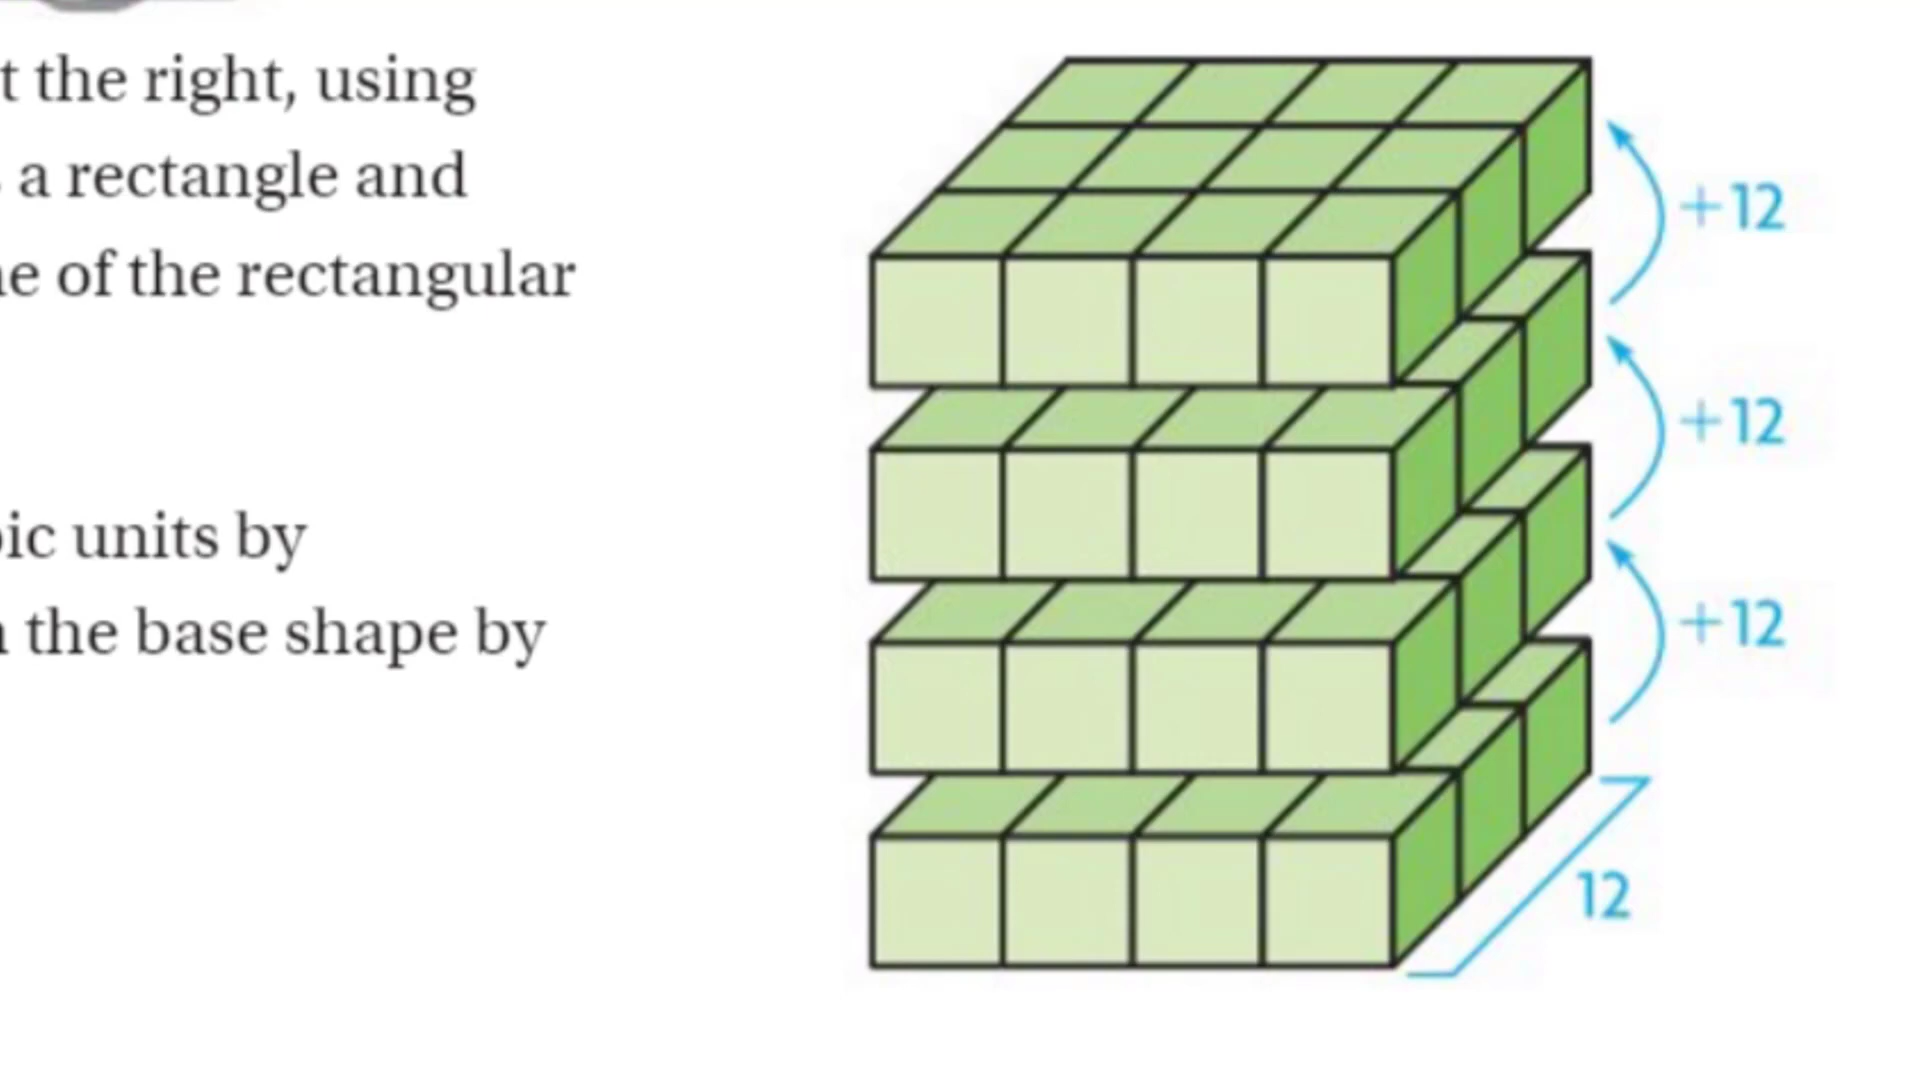 t the right, using
a rectangle and
e of the rectangular
ic units by
the base shape by
+12
+12
+12
12